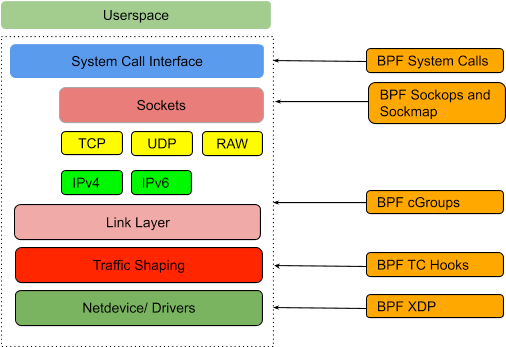 Userspace
System Call Interface
BPF System Calls
Sockets
BPF Sockops and
Sockmap
TCP
UDP
RAW
IPv4
IPv6
BPF cGroups
Link Layer
Traffic Shaping
BPF TC Hooks
Netdevice/ Drivers
BPF XDP